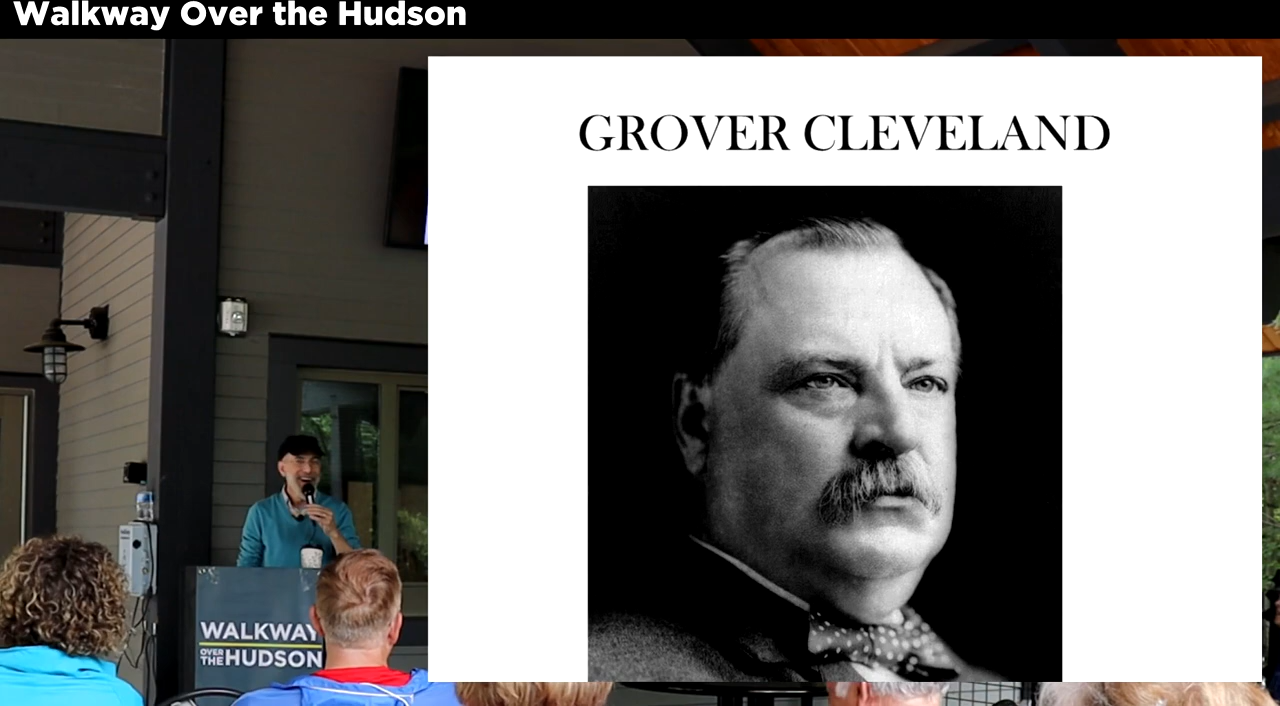 Walkway Over the Hudson
GROVER CLEVELAND
WALKWAY
OVER THE HUDSON